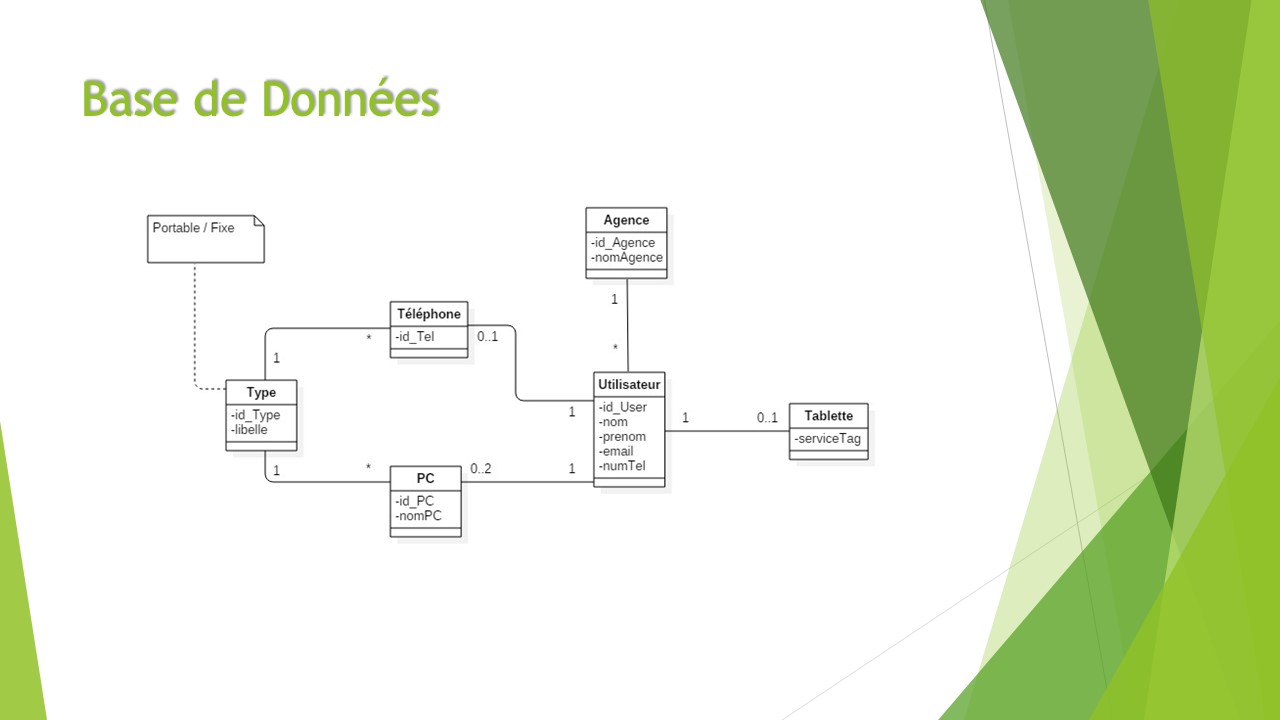 Base de Données
Portable / Fixe
Agence
-id_Agence
-nomAgence
1
*
Téléphone
-id_Tel
0..1
*
1
1
Type
-id_Type
-libelle
1
*
PC
-id_PC
-nomPC
0..2
1
Utilisateur
-id_User
-nom
-prenom
-email
-numTel
1
0..1
Tablette
-serviceTag